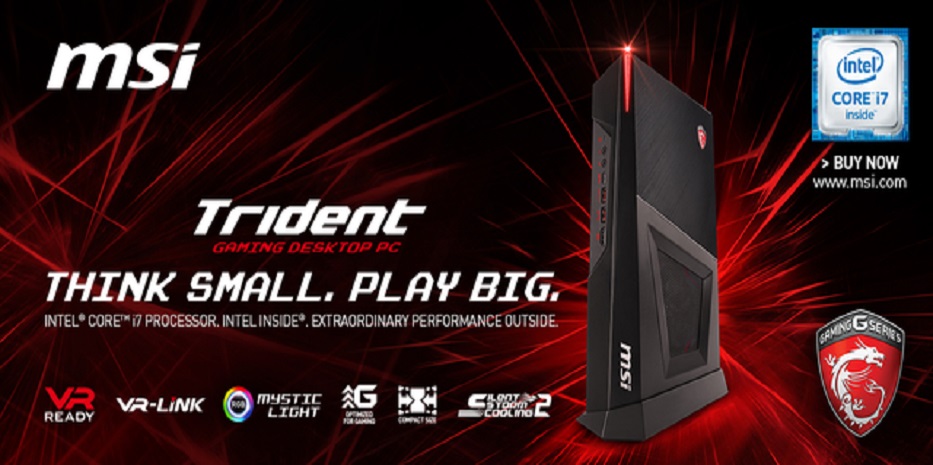 msi
intel
CORE i7
inside™
> BUY NOW
www.msi.com
Trident
GAMING DESKTOP PC
THINK SMALL. PLAY BIG.
INTEL® CORE™ i7 PROCESSOR. INTEL INSIDE®. EXTRAORDINARY PERFORMANCE OUTSIDE.
msi
GAMING G SERIES
VR READY
VR-LINK
RGB MYSTIC LIGHT
G OPTIMIZED FOR GAMING
COMPACT SIZE
SILENT STORM COOLING 2